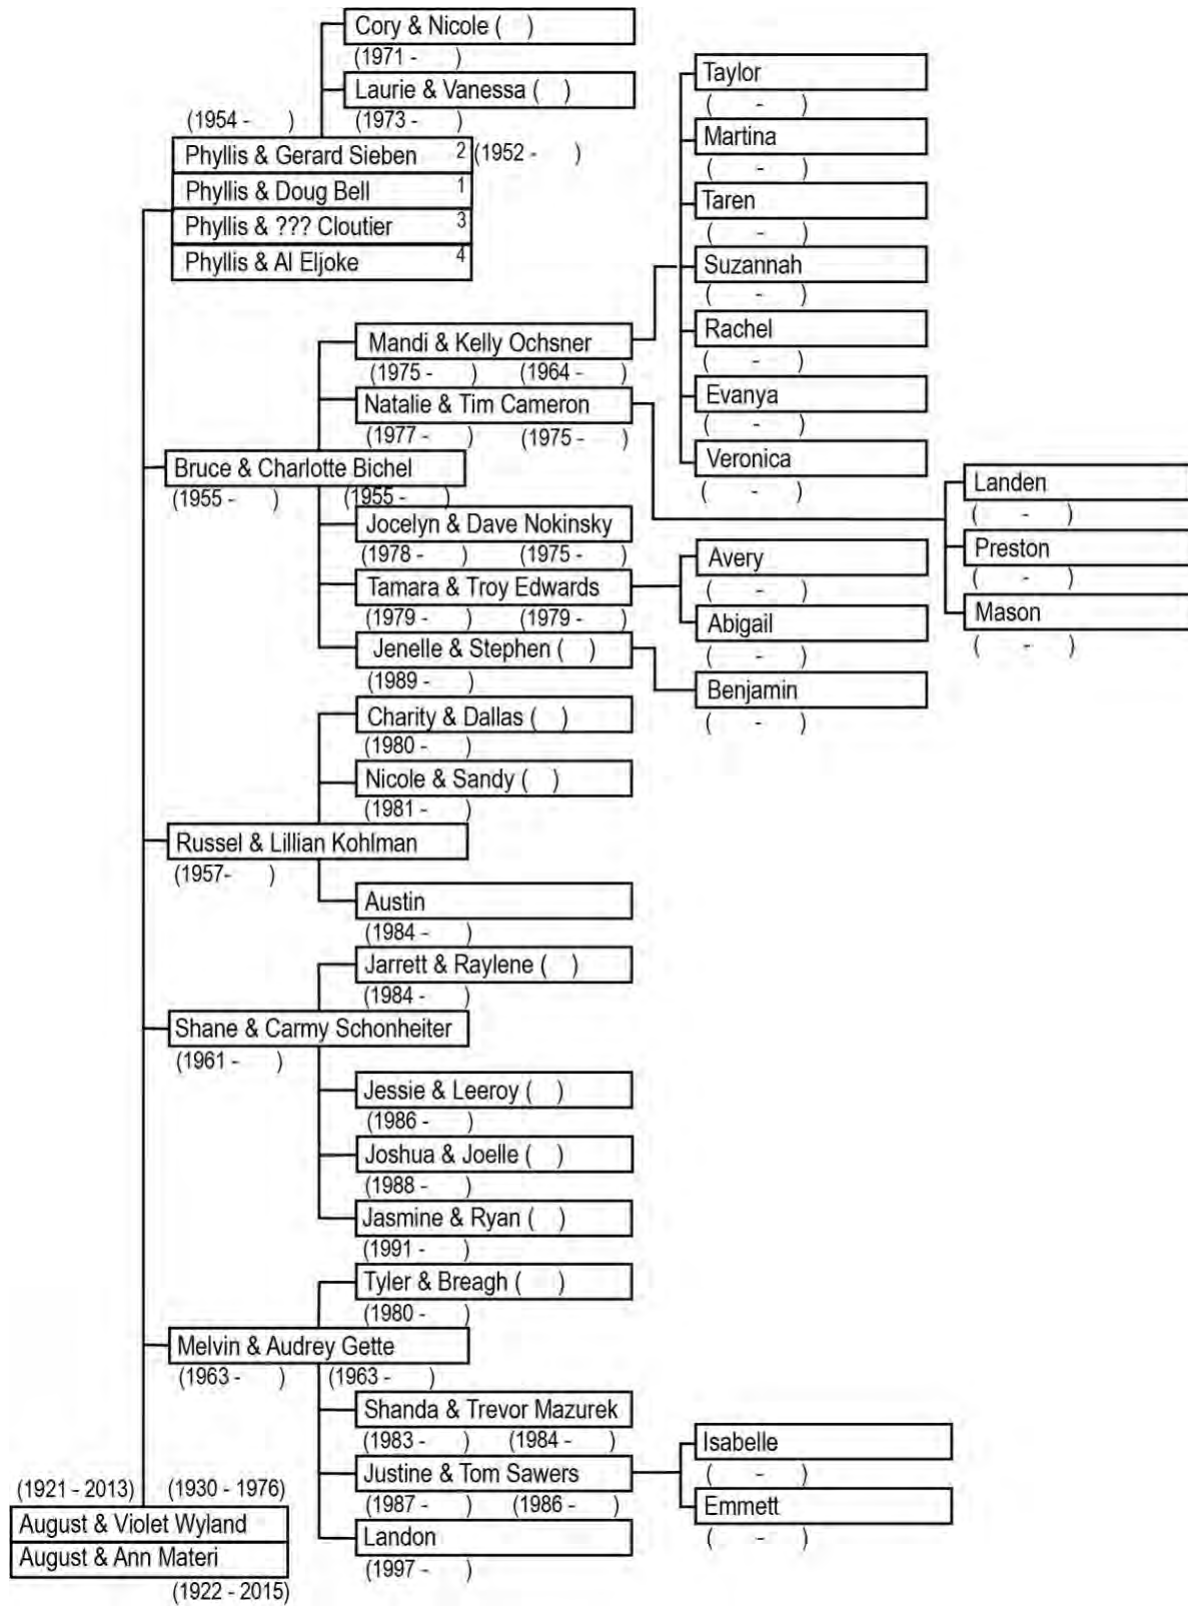 Cory & Nicole ( )
(1971 - )
Laurie & Vanessa ( )
(1973 - )
(1954 - )
Phyllis & Gerard Sieben 2
(1952 - )
Phyllis & Doug Bell 1
Phyllis & ??? Cloutier 3
Phyllis & Al Eljoke 4
Mandi & Kelly Ochsner
(1975 - ) (1964 - )
Natalie & Tim Cameron
(1977 - ) (1975 - )
Bruce & Charlotte Bichel
(1955 - ) (1955 - )
Jocelyn & Dave Nokinsky
(1978 - ) (1975 - )
Tamara & Troy Edwards
(1979 - ) (1979 - )
Jenelle & Stephen ( )
(1989 - )
Taylor
( - )
Martina
( - )
Taren
( - )
Suzannah
( - )
Rachel
( - )
Evanya
( - )
Veronica
( - )
Landen
( - )
Preston
( - )
Mason
( - )
Avery
( - )
Abigail
( - )
Benjamin
( - )
Charity & Dallas ( )
(1980 - )
Nicole & Sandy ( )
(1981 - )
Russel & Lillian Kohlman
(1957- )
Austin
(1984 - )
Jarrett & Raylene ( )
(1984 - )
Shane & Carmy Schonheiter
(1961 - )
Jessie & Leeroy ( )
(1986 - )
Joshua & Joelle ( )
(1988 - )
Jasmine & Ryan ( )
(1991 - )
Tyler & Breagh ( )
(1980 - )
Melvin & Audrey Gette
(1963 - ) (1963 - )
Shanda & Trevor Mazurek
(1983 - ) (1984 - )
Justine & Tom Sawers
(1987 - ) (1986 - )
Landon
(1997 - )
Isabelle
( - )
Emmett
( - )
(1921 - 2013) (1930 - 1976)
August & Violet Wyland
August & Ann Materi
(1922 - 2015)